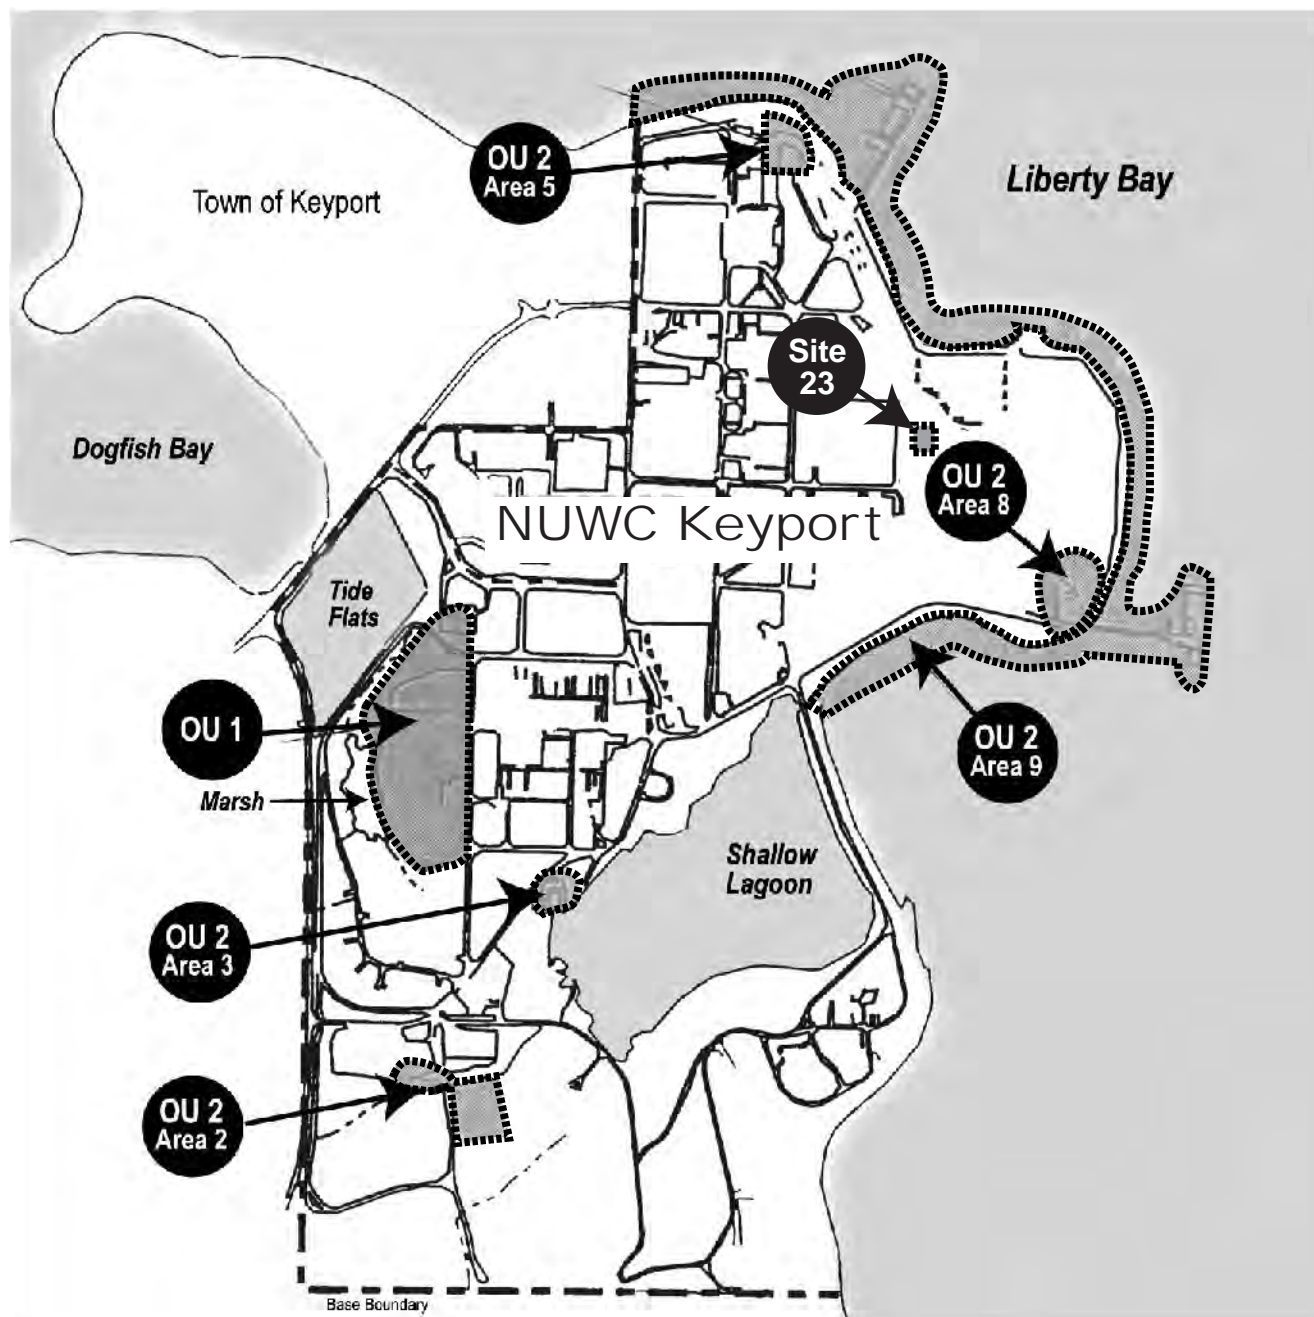 OU 2
Area 5
Liberty Bay
Town of Keyport
Site
23
Dogfish Bay
OU 2
Area 8
NUWC Keyport
Tide
Flats
OU 1
OU 2
Area 9
Marsh
Shallow
Lagoon
OU 2
Area 3
OU 2
Area 2
Base Boundary